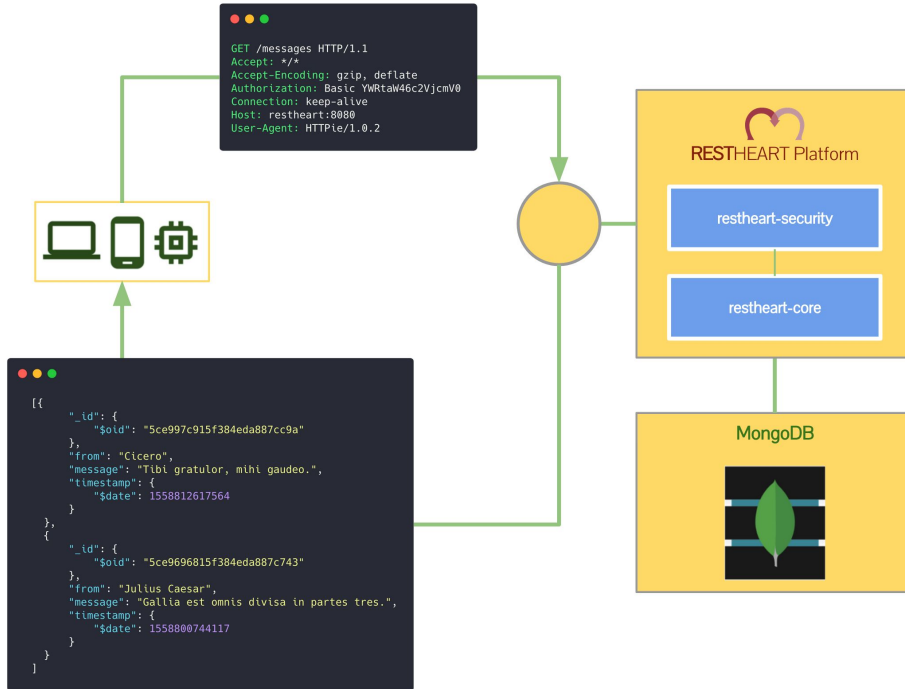 GET /messages HTTP/1.1
Accept: */*
Accept-Encoding: gzip, deflate
Authorization: Basic YWRtaW46c2VjcmV0
Connection: keep-alive
Host: restheart:8080
User-Agent: HTTPie/1.0.2
RESTHEART Platform
restheart-security
restheart-core
MongoDB
[{
"_id": {
"$oid": "5ce997c915f384eda887cc9a"
},
"from": "Cicero",
"message": "Tibi gratulor, mihi gaudeo.",
"timestamp": {
"$date": 1558812617564
}
},
{
"_id": {
"$oid": "5ce9696815f384eda887c743"
},
"from": "Julius Caesar",
"message": "Gallia est omnis divisa in partes tres.",
"timestamp": {
"$date": 1558800744117
}
}
]